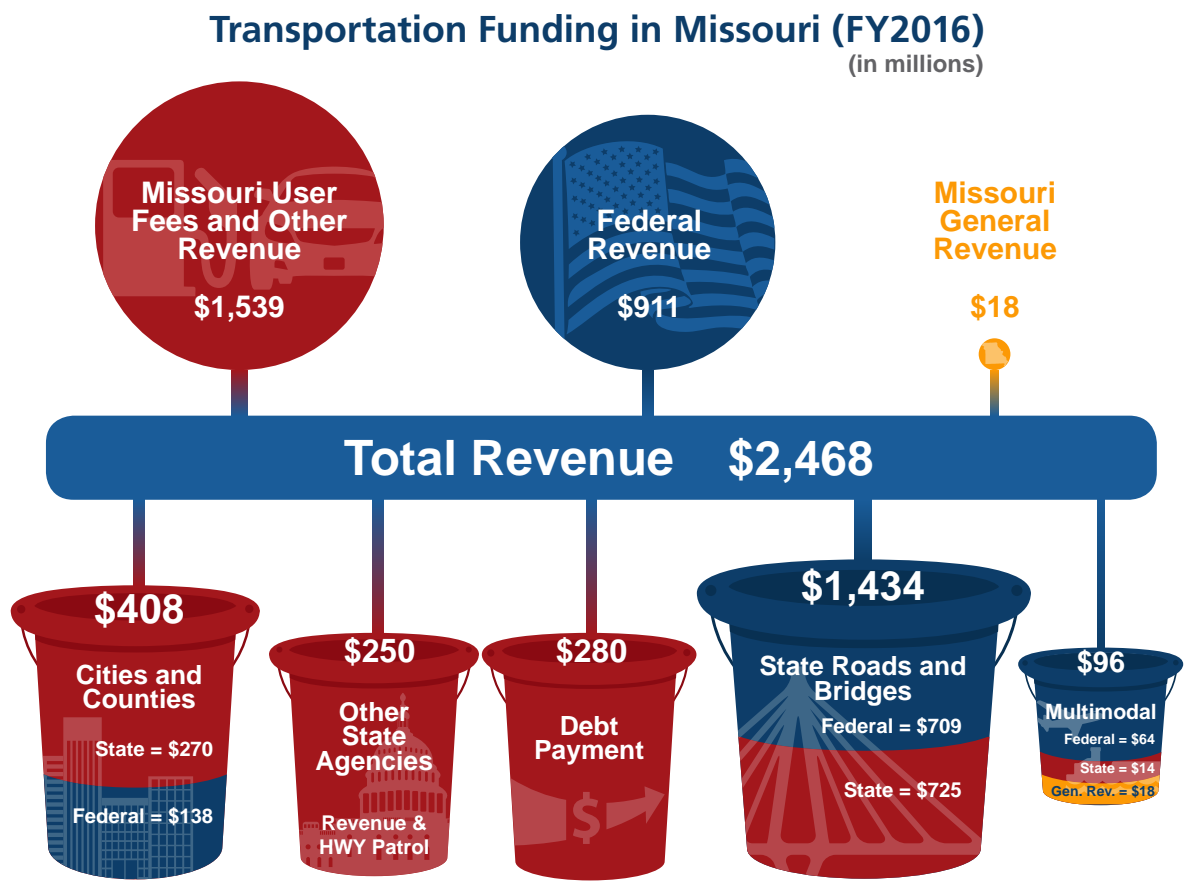 Transportation Funding in Missouri (FY2016)
(in millions)
Missouri User
Fees and Other
Revenue
$1,539
Federal
Revenue
$911
Missouri
General
Revenue
$18
Total Revenue $2,468
$408
Cities and
Counties
State = $270
Federal = $138
$250
Other
State
Agencies
Revenue &
HWY Patrol
$280
Debt
Payment
$
$1,434
State Roads and
Bridges
Federal = $709
State = $725
$96
Multimodal
Federal = $64
State = $14
Gen. Rev. = $18